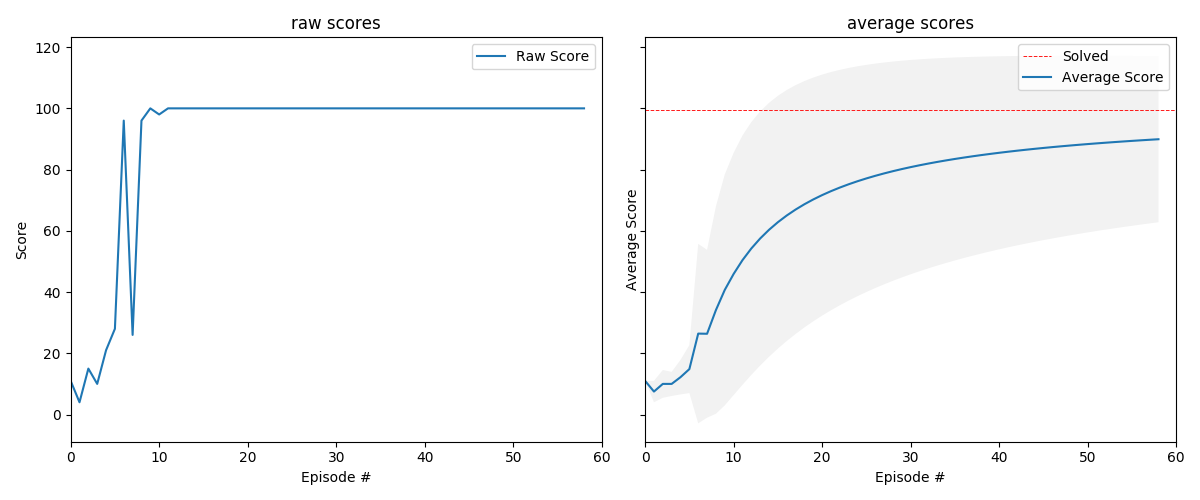 raw scores
Raw Score
Score
120
100
80
60
40
20
0
0 10 20 30 40 50 60
Episode #
average scores
Solved
Average Score
Average Score
0 10 20 30 40 50 60
Episode #